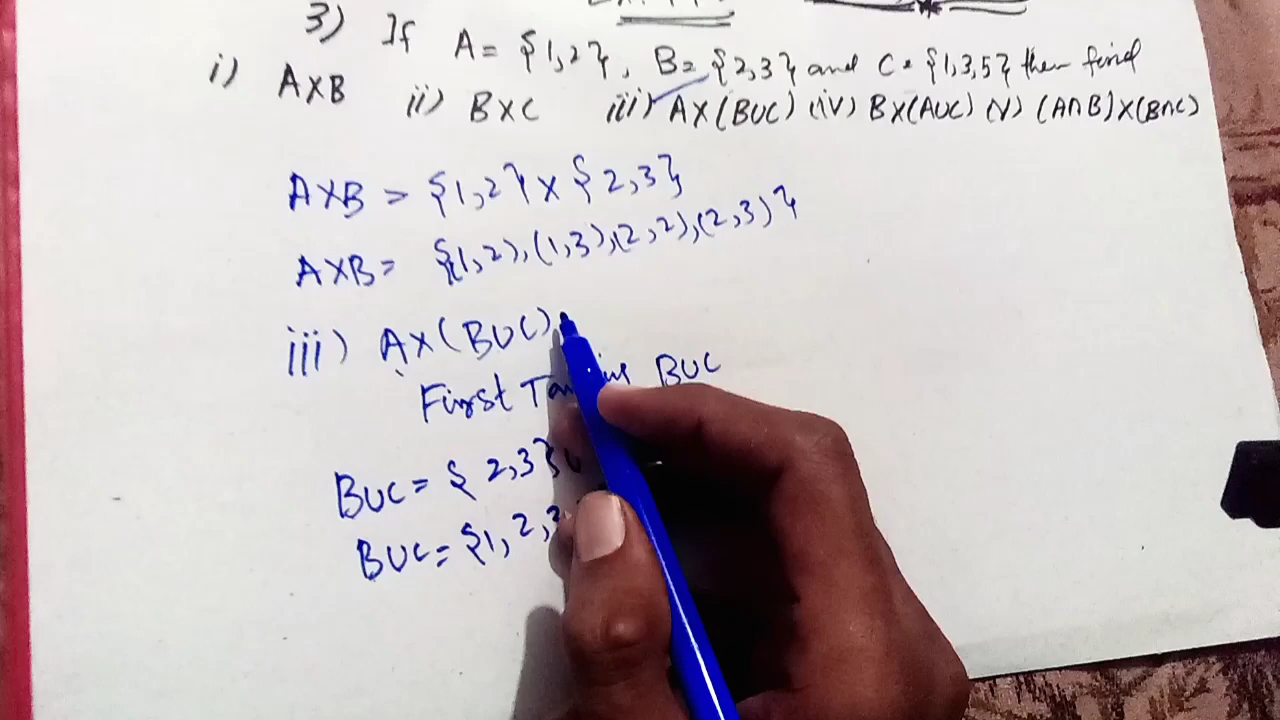 3) If A = {1,2}, B = {2,3} and C = {1,3,5} then find
i) A×B ii) B×C iii) A×(B∪C) (iv) B×(A∪C) (v) (A∩B)×(B∩C)
A×B = {1,2} × {2,3}
A×B = {(1,2),(1,3),(2,2),(2,3)}
iii) A×(B∪C)
First B∪C
B∪C = {2,3}∪
B∪C = {1,2,3